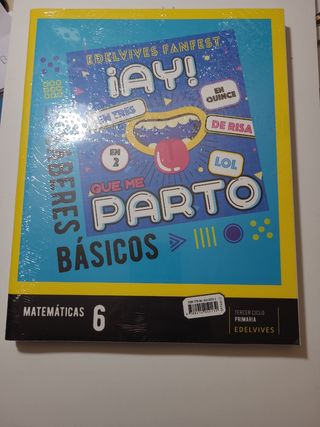 EDELVIVES FANFEST
¡AY!
EN TRES
EN QUINCE
DE RISA
EN 2
LOL
QUE ME
PARTO
SABERES
BÁSICOS
MATEMÁTICAS 6
TERCER CICLO
PRIMARIA
EDELVIVES